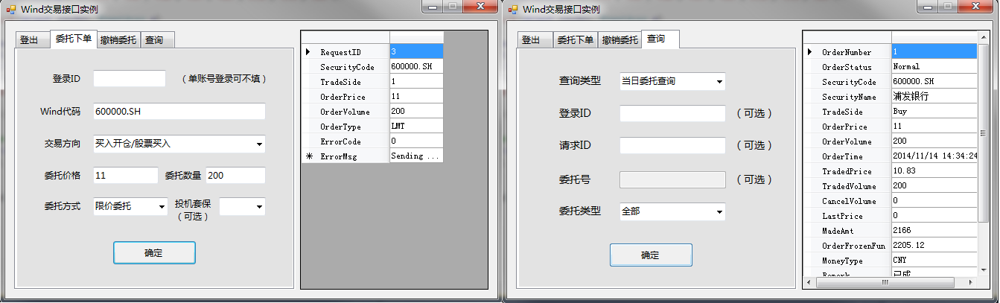 Wind交易接口实例
登出 委托下单 撤销委托 查询
登录ID （单账号登录可不填）
Wind代码 600000.SH
交易方向 买入开仓/股票买入
委托价格 11 委托数量 200
委托方式 限价委托 投机套保
（可选）
确定
RequestID 3
SecurityCode 600000.SH
TradeSide 1
OrderPrice 11
OrderVolume 200
OrderType LMT
ErrorCode 0
ErrorMsg Sending ...
Wind交易接口实例
登出 委托下单 撤销委托 查询
查询类型 当日委托查询
登录ID （可选）
请求ID （可选）
委托号 （可选）
委托类型 全部
确定
OrderNumber 1
OrderStatus Normal
SecurityCode 600000.SH
SecurityName 浦发银行
TradeSide Buy
OrderPrice 11
OrderVolume 200
OrderTime 2014/11/14 14:34:24
TradedPrice 10.83
TradedVolume 200
CancelVolume 0
LastPrice 0
MadeAmt 2166
OrderFrozenFun 2205.12
MoneyType CNY
Remark 已成